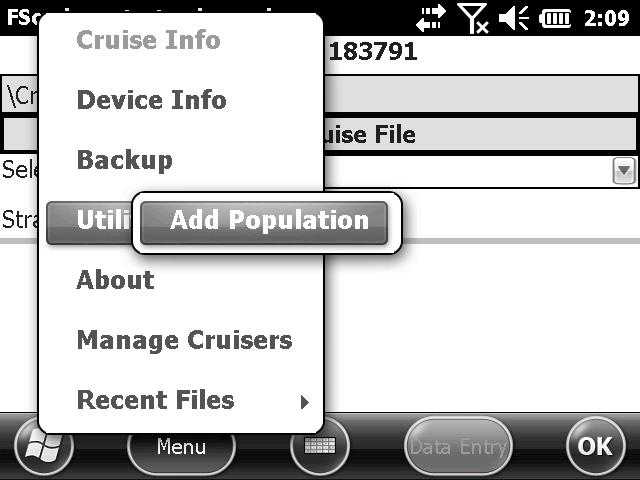 FSc 2:09
Cruise Info
183791
\Cr
Device Info
uise File
Backup
Sele
Utili
Add Population
Stra
About
Manage Cruisers
Recent Files
Menu
Data Entry
OK